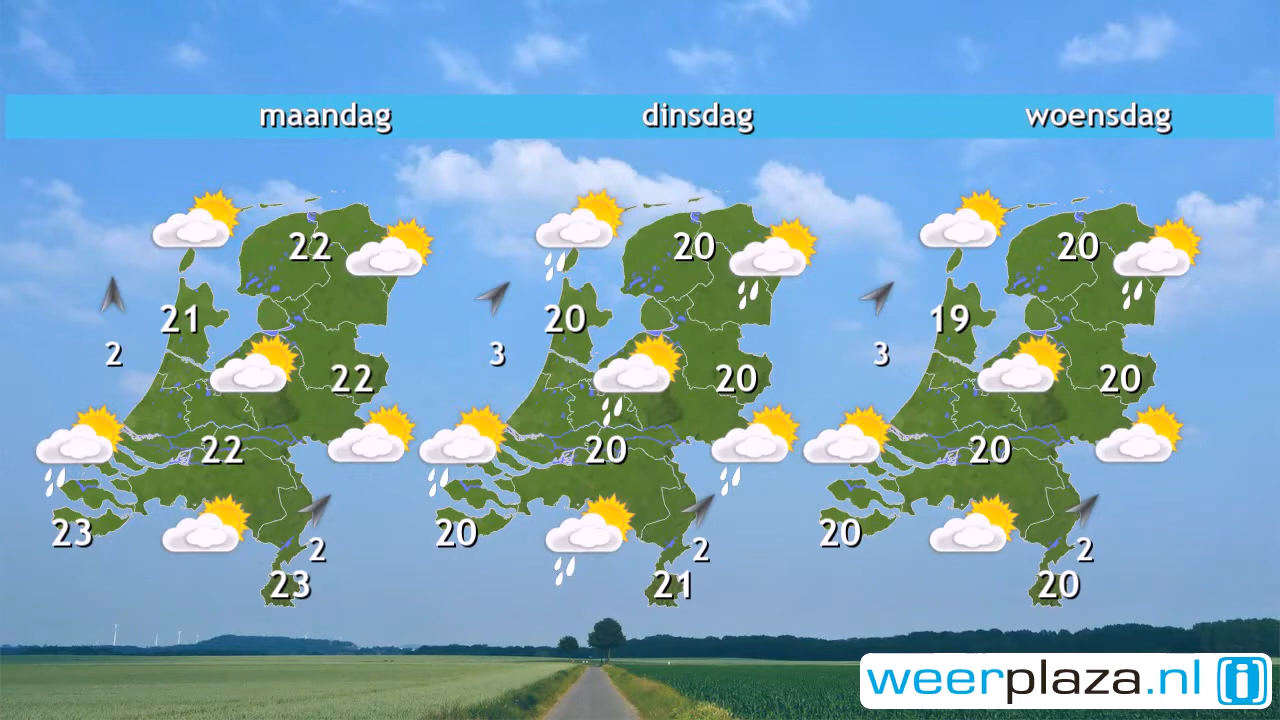 maandag dinsdag woensdag
22 20 20
21 20 19
2 3 3
22 20 20
22 20 20
23 20 20
2 2 2
23 21 20
weerplaza.nl i